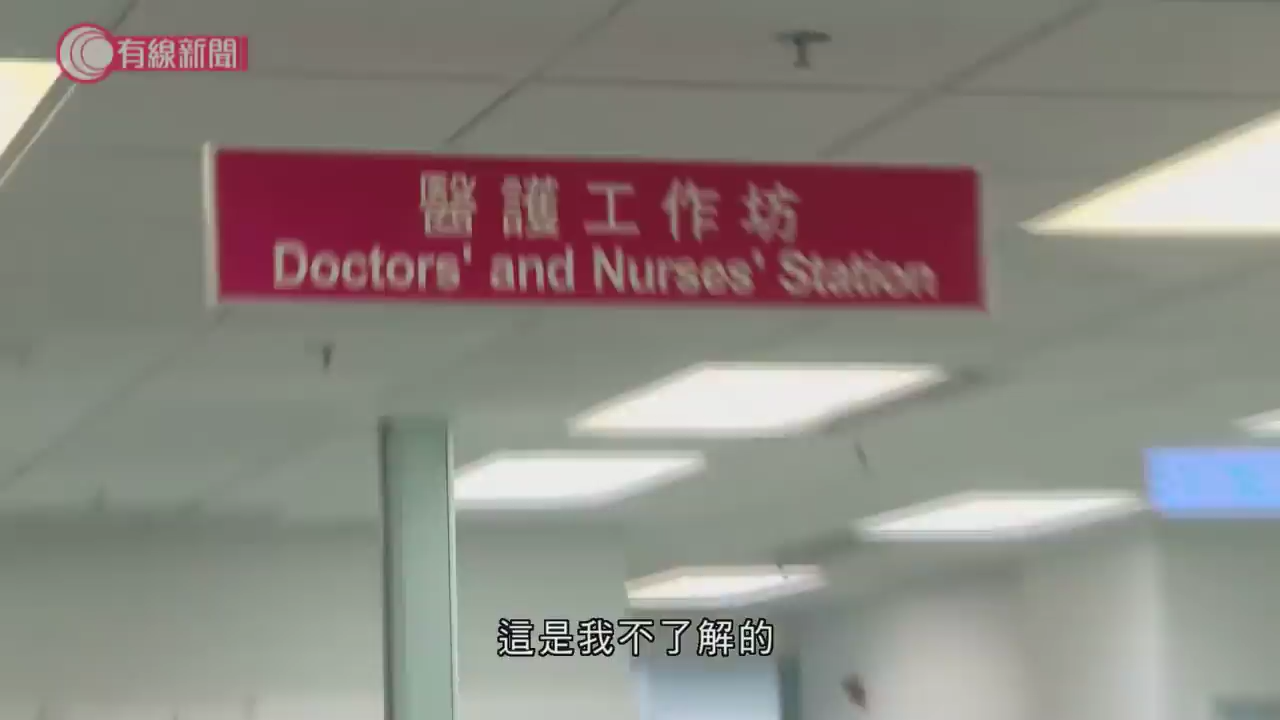 有線新聞
醫護工作坊
Doctors' and Nurses' Station
這是我不了解的